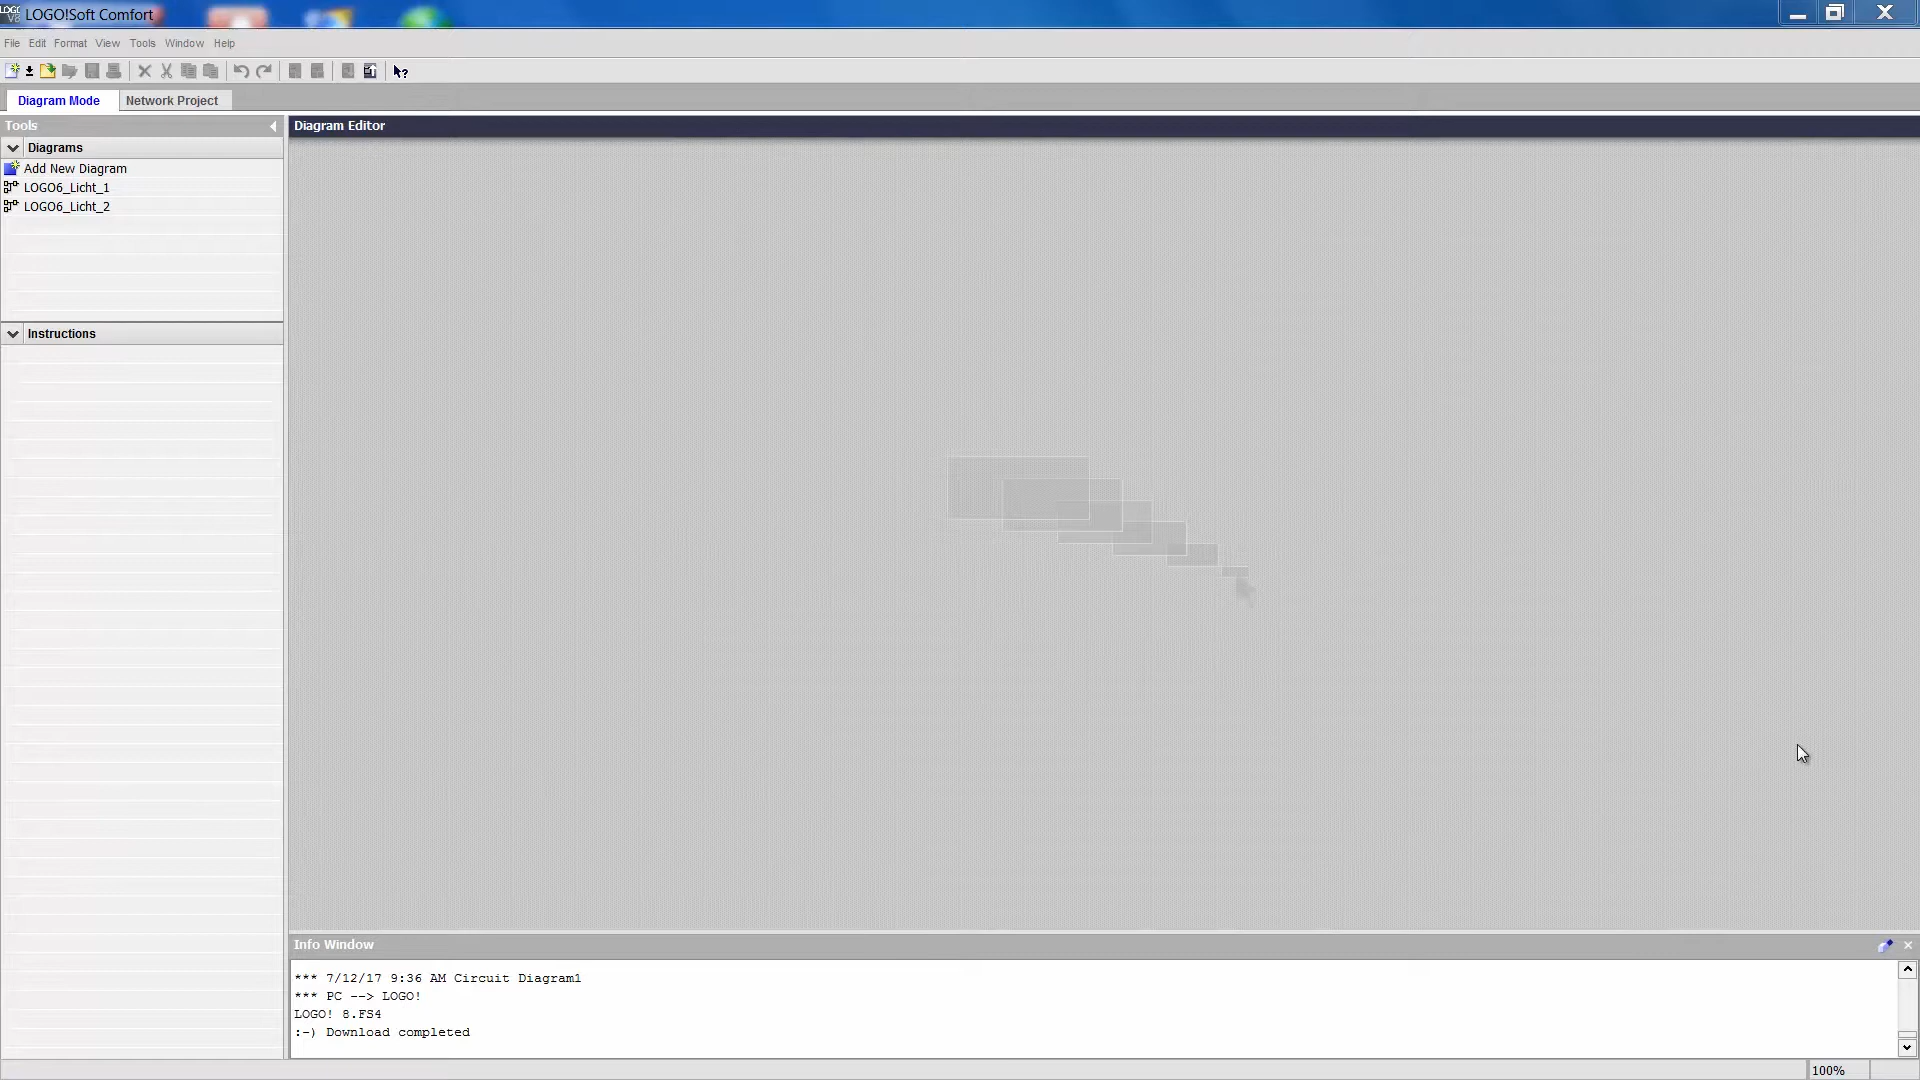 LOGO!Soft Comfort
File Edit Format View Tools Window Help
Diagram Mode Network Project
Tools
Diagram Editor
Diagrams
Add New Diagram
LOGO6_Licht_1
LOGO6_Licht_2
Instructions
Info Window
*** 7/12/17 9:36 AM Circuit Diagram1
*** PC --> LOGO!
LOGO! 8.FS4
:-) Download completed
100%